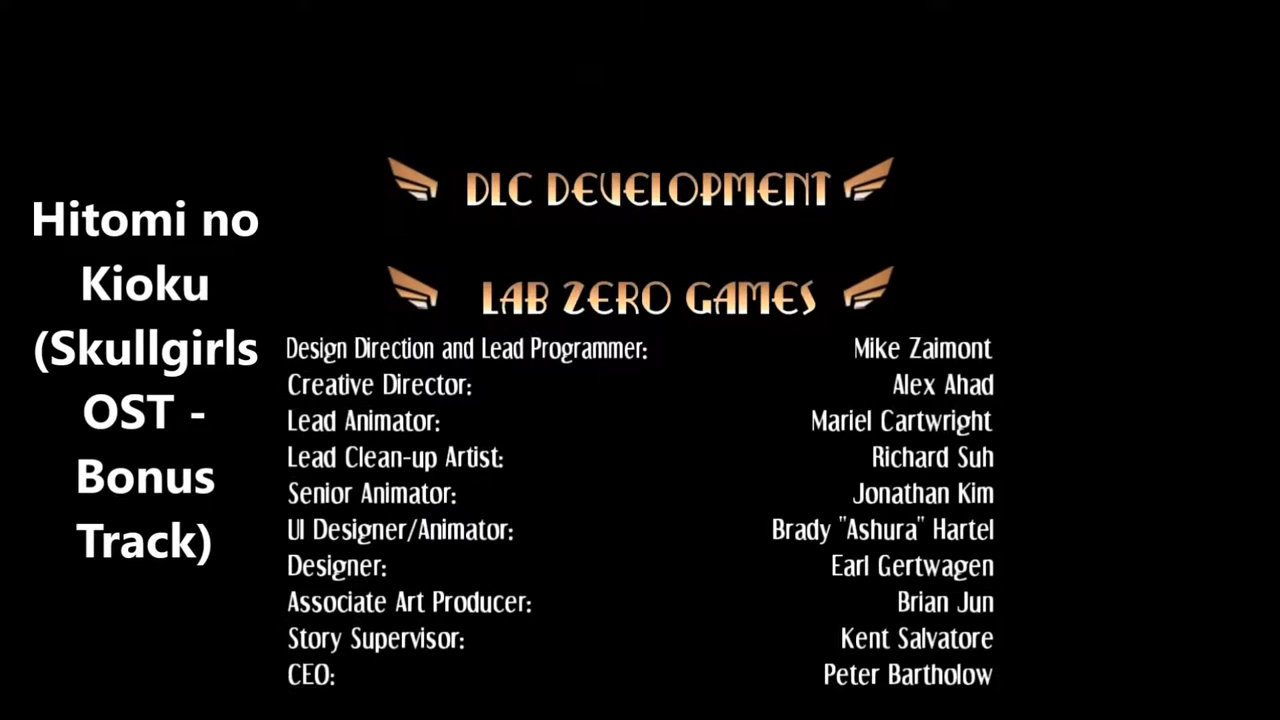 Hitomi no
Kioku
(Skullgirls
OST -
Bonus
Track)
DLC DEVELOPMENT
LAB ZERO GAMES
Design Direction and Lead Programmer: Mike Zaimont
Creative Director: Alex Ahad
Lead Animator: Mariel Cartwright
Lead Clean-up Artist: Richard Suh
Senior Animator: Jonathan Kim
UI Designer/Animator: Brady "Ashura" Hartel
Designer: Earl Gertwagen
Associate Art Producer: Brian Jun
Story Supervisor: Kent Salvatore
CEO: Peter Bartholow